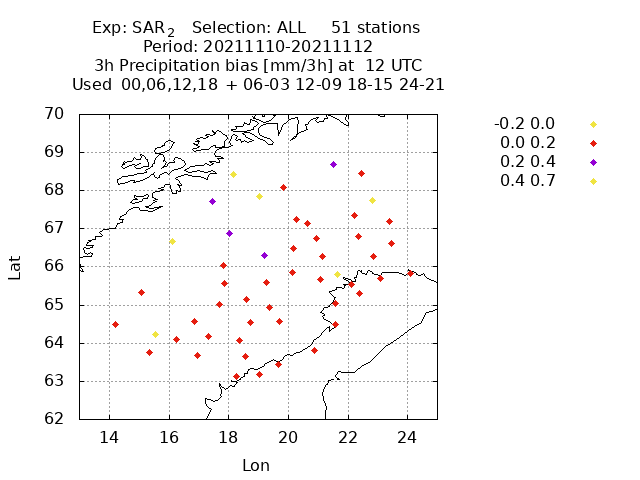 Exp: SAR₂ Selection: ALL 51 stations
Period: 20211110-20211112
3h Precipitation bias [mm/3h] at 12 UTC
Used 00,06,12,18 + 06-03 12-09 18-15 24-21
-0.2 0.0
0.0 0.2
0.2 0.4
0.4 0.7
Lat
70
69
68
67
66
65
64
63
62
14 16 18 20 22 24
Lon